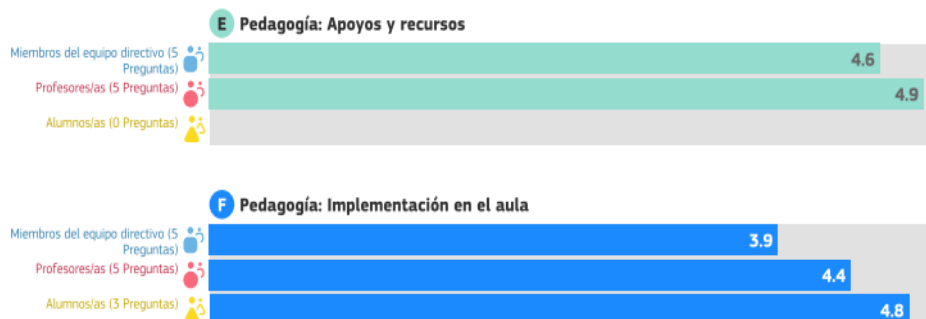 E Pedagogía: Apoyos y recursos
Miembros del equipo directivo (5
Preguntas)
4.6
Profesores/as (5 Preguntas)
4.9
Alumnos/as (0 Preguntas)
F Pedagogía: Implementación en el aula
Miembros del equipo directivo (5
Preguntas)
3.9
Profesores/as (5 Preguntas)
4.4
Alumnos/as (3 Preguntas)
4.8